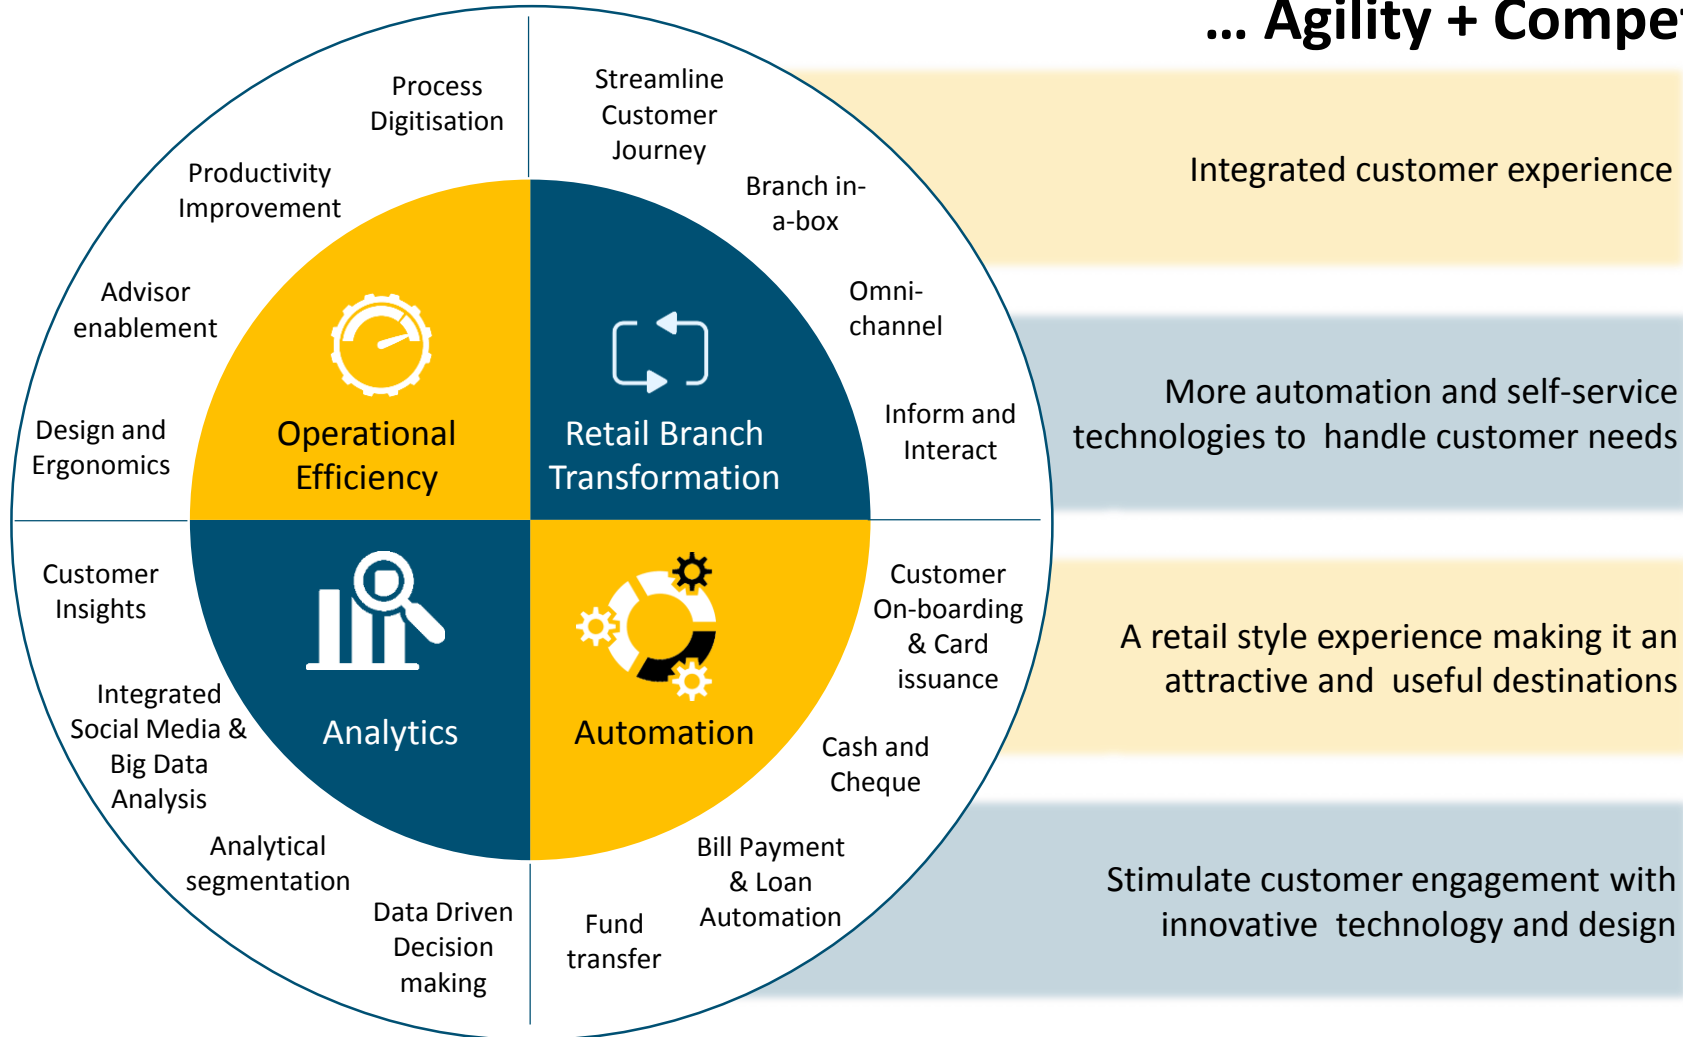 ... Agility + Compet
Process
Digitisation
Productivity
Improvement
Advisor
enablement
Design and
Ergonomics
Streamline
Customer
Journey
Branch in-
a-box
Omni-
channel
Inform and
Interact
Operational
Efficiency
Retail Branch
Transformation
Analytics
Automation
Customer
Insights
Integrated
Social Media &
Big Data
Analysis
Analytical
segmentation
Data Driven
Decision
making
Customer
On-boarding
& Card
issuance
Cash and
Cheque
Bill Payment
& Loan
Automation
Fund
transfer
Integrated customer experience
More automation and self-service
technologies to handle customer needs
A retail style experience making it an
attractive and useful destinations
Stimulate customer engagement with
innovative technology and design